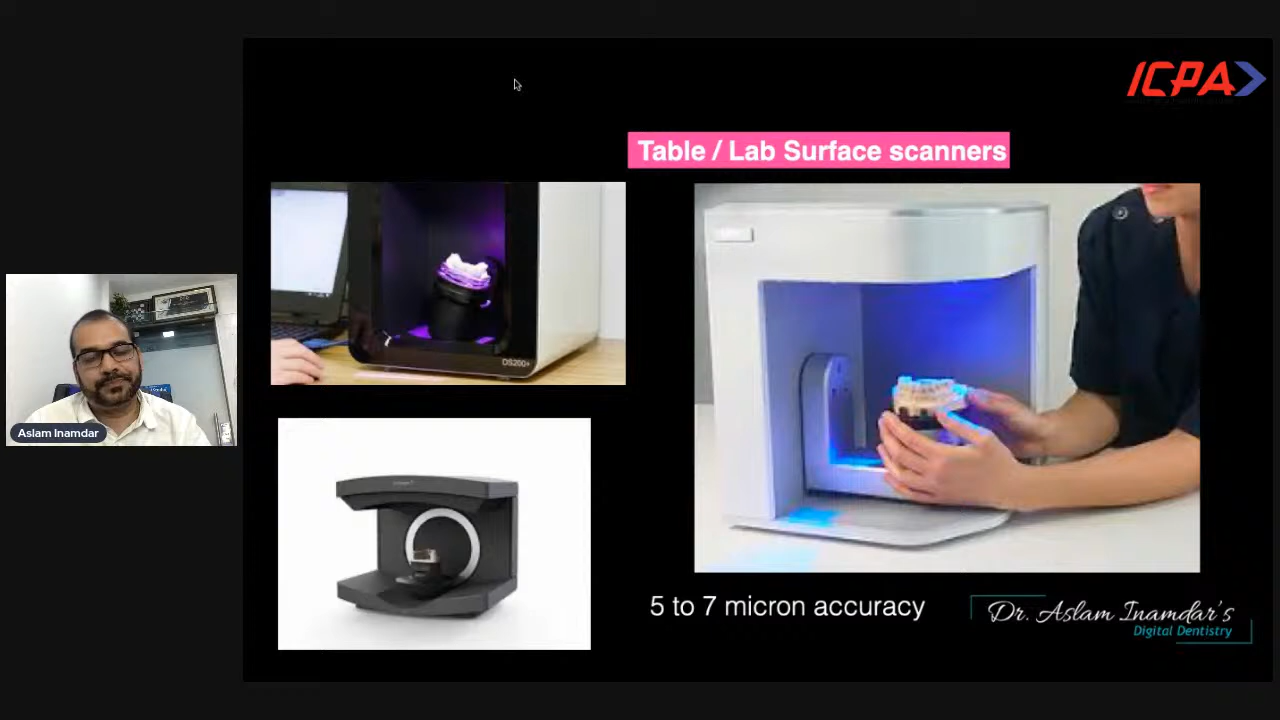 ICPA
Table / Lab Surface scanners
DS200+
Aslam Inamdar
5 to 7 micron accuracy
Dr. Aslam Inamdar's
Digital Dentistry